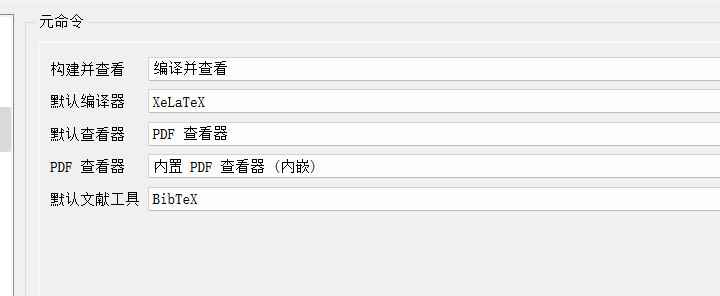 元命令
构建并查看 编译并查看
默认编译器 XeLaTeX
默认查看器 PDF 查看器
PDF 查看器 内置 PDF 查看器 (内嵌)
默认文献工具 BibTeX